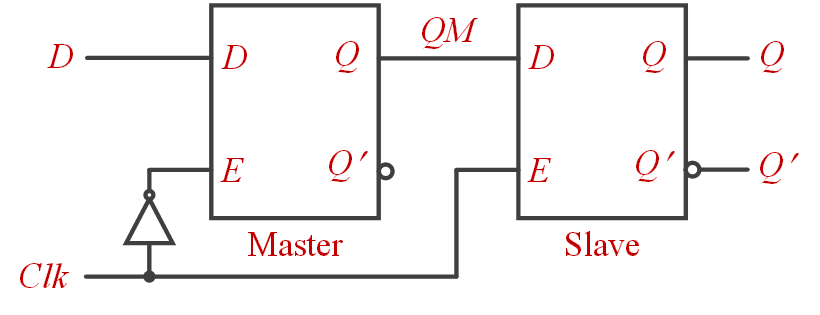 QM
D D Q D Q Q
E Q′ E Q′ Q′
Master Slave
Clk